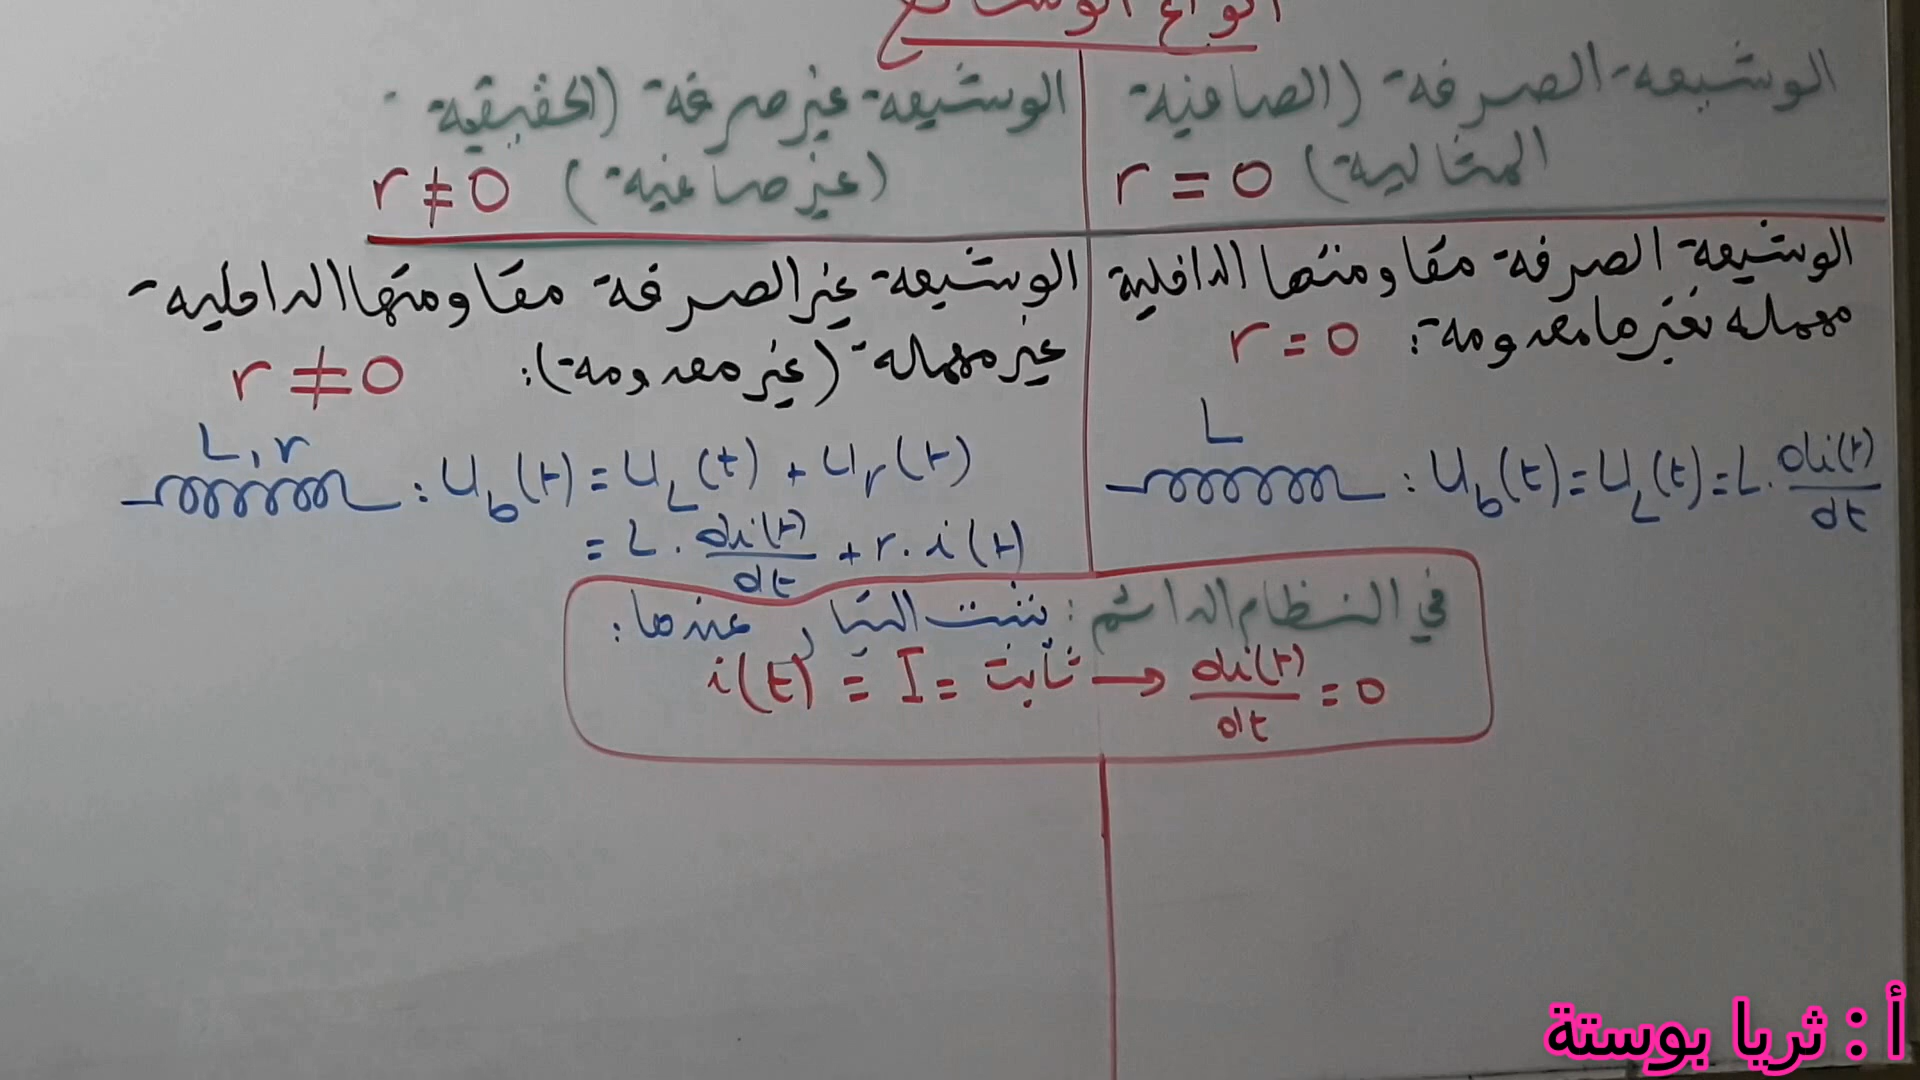 أنواع الوشائع
الوشيعة الصرفة (الصافية
المثالية) r = 0
الوشيعة غير صرفة (الحقيقية
(غير صافية) r ≠ 0
الوشيعة الصرفة مقاومتها الداخلية
مهملة نعتبرها معدومة: r = 0
L : U_b(t) = U_L(t) = L . di(t)/dt
الوشيعة غير الصرفة مقاومتها الداخلية
غير مهملة (غير معدومة): r ≠ 0
L, r : U_b(t) = U_L(t) + U_r(t)
= L . di(t)/dt + r . i(t)
في النظام الدائم: يثبت التيار عندها:
i(t) = I = ثابت → di(t)/dt = 0
أ : ثريا بوستة